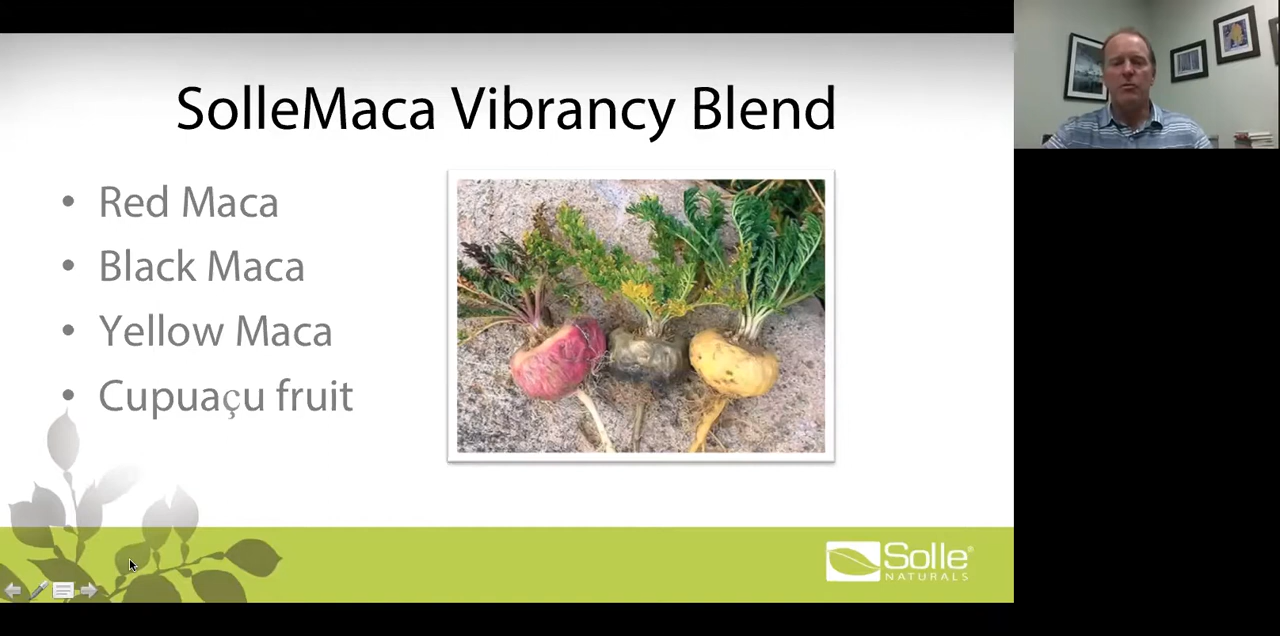 SolleMaca Vibrancy Blend
• Red Maca
• Black Maca
• Yellow Maca
• Cupuaçu fruit
Solle®
NATURALS